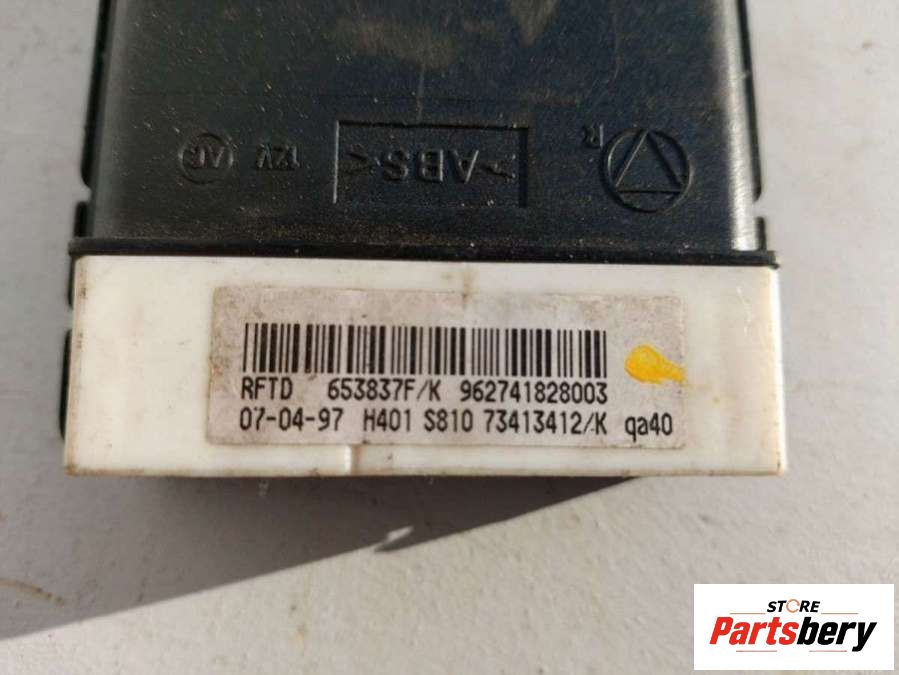 R
>ABS<
12V
RFTD 653837F/K 962741828003
07-04-97 H401 S810 73413412/K qa40
STORE
Partsbery